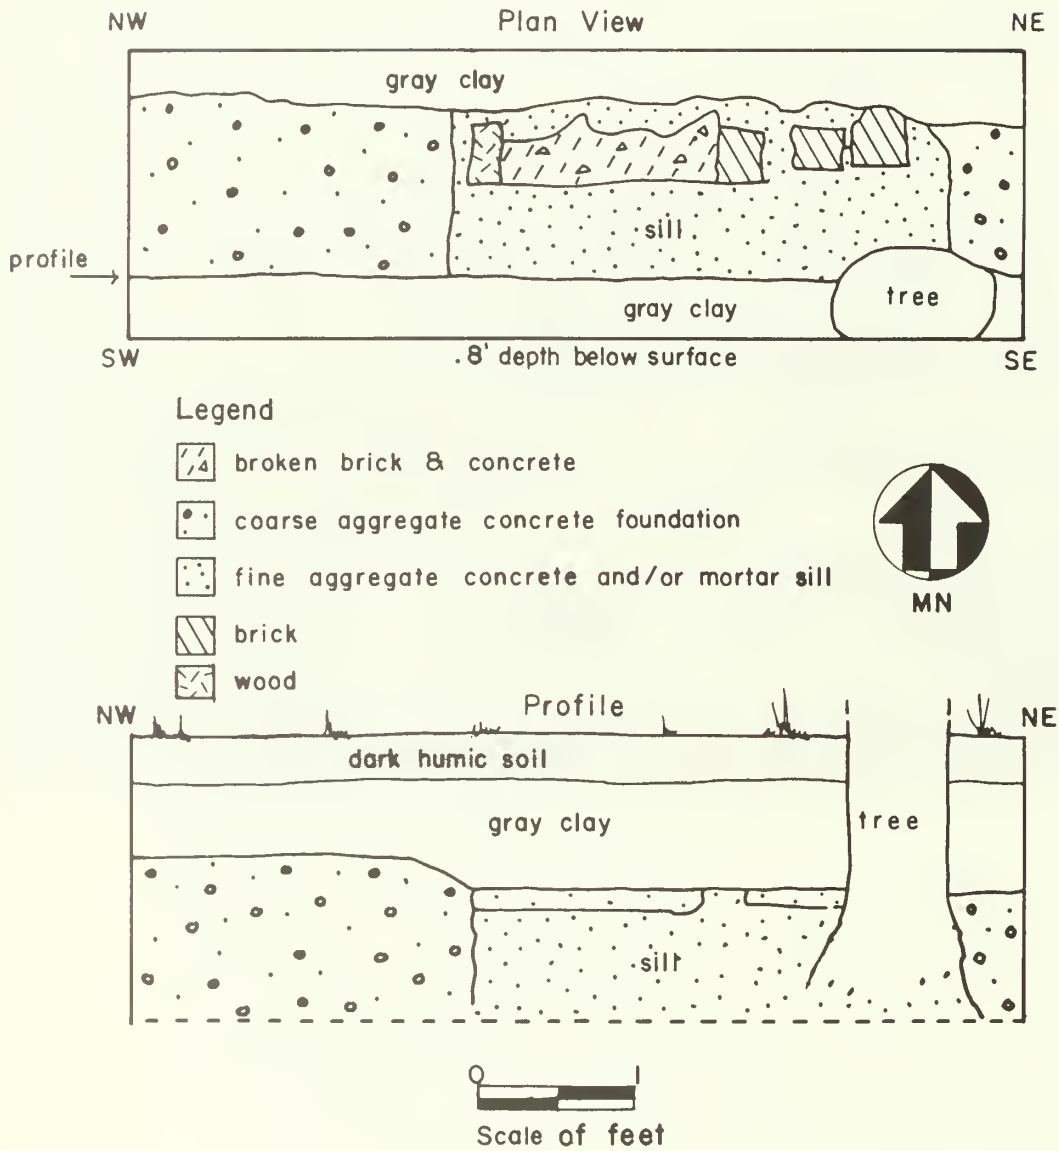 NW Plan View NE
gray clay
sill
profile
gray clay
tree
SW .8' depth below surface SE
Legend
broken brick & concrete
coarse aggregate concrete foundation
fine aggregate concrete and/or mortar sill
brick
wood
MN
NW Profile NE
dark humic soil
gray clay
tree
sill
0 1
Scale of feet